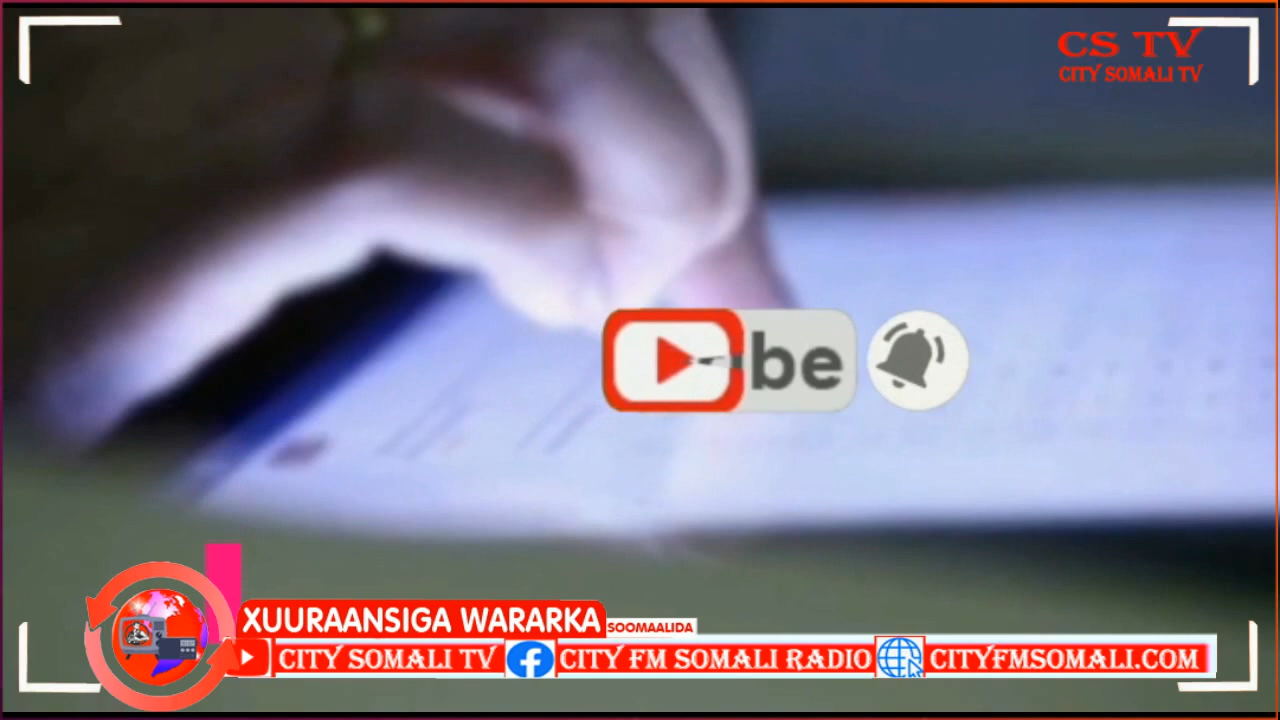 CS TV
CITY SOMALI TV
be
XUURAANSIGA WARARKA
SOOMAALIDA
CITY SOMALI TV
CITY FM SOMALI RADIO
CITYFMSOMALI.COM